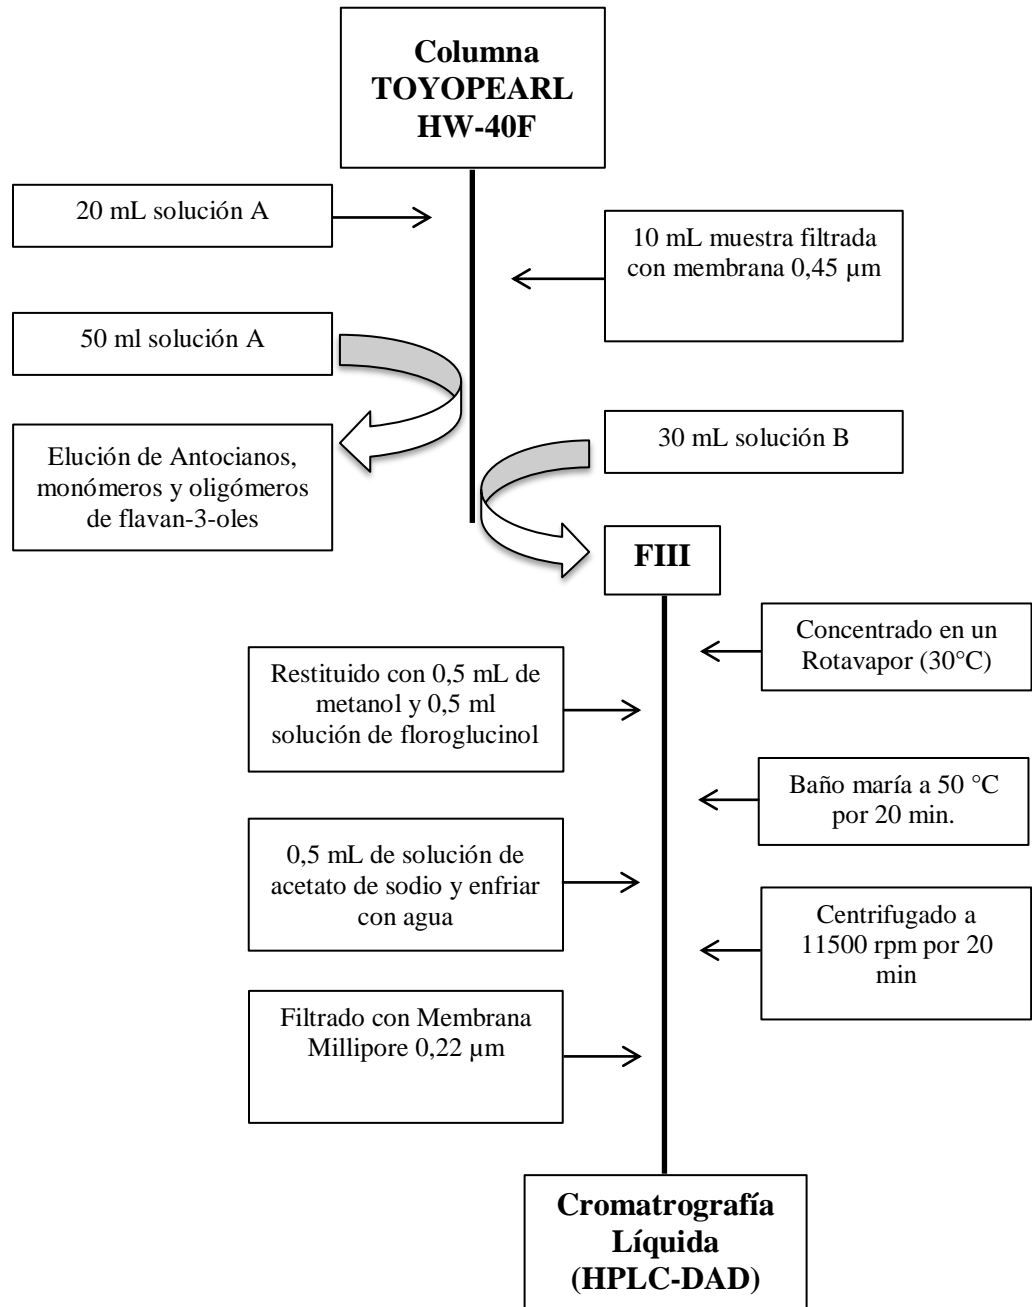 Columna
TOYOPEARL
HW-40F
20 mL solución A
10 mL muestra filtrada
con membrana 0,45 µm
50 ml solución A
Elución de Antocianos,
monómeros y oligómeros
de flavan-3-oles
30 mL solución B
FIII
Concentrado en un
Rotavapor (30°C)
Restituido con 0,5 mL de
metanol y 0,5 ml
solución de floroglucinol
Baño maría a 50 °C
por 20 min.
0,5 mL de solución de
acetato de sodio y enfriar
con agua
Centrifugado a
11500 rpm por 20
min
Filtrado con Membrana
Millipore 0,22 µm
Cromatrografía
Líquida
(HPLC-DAD)